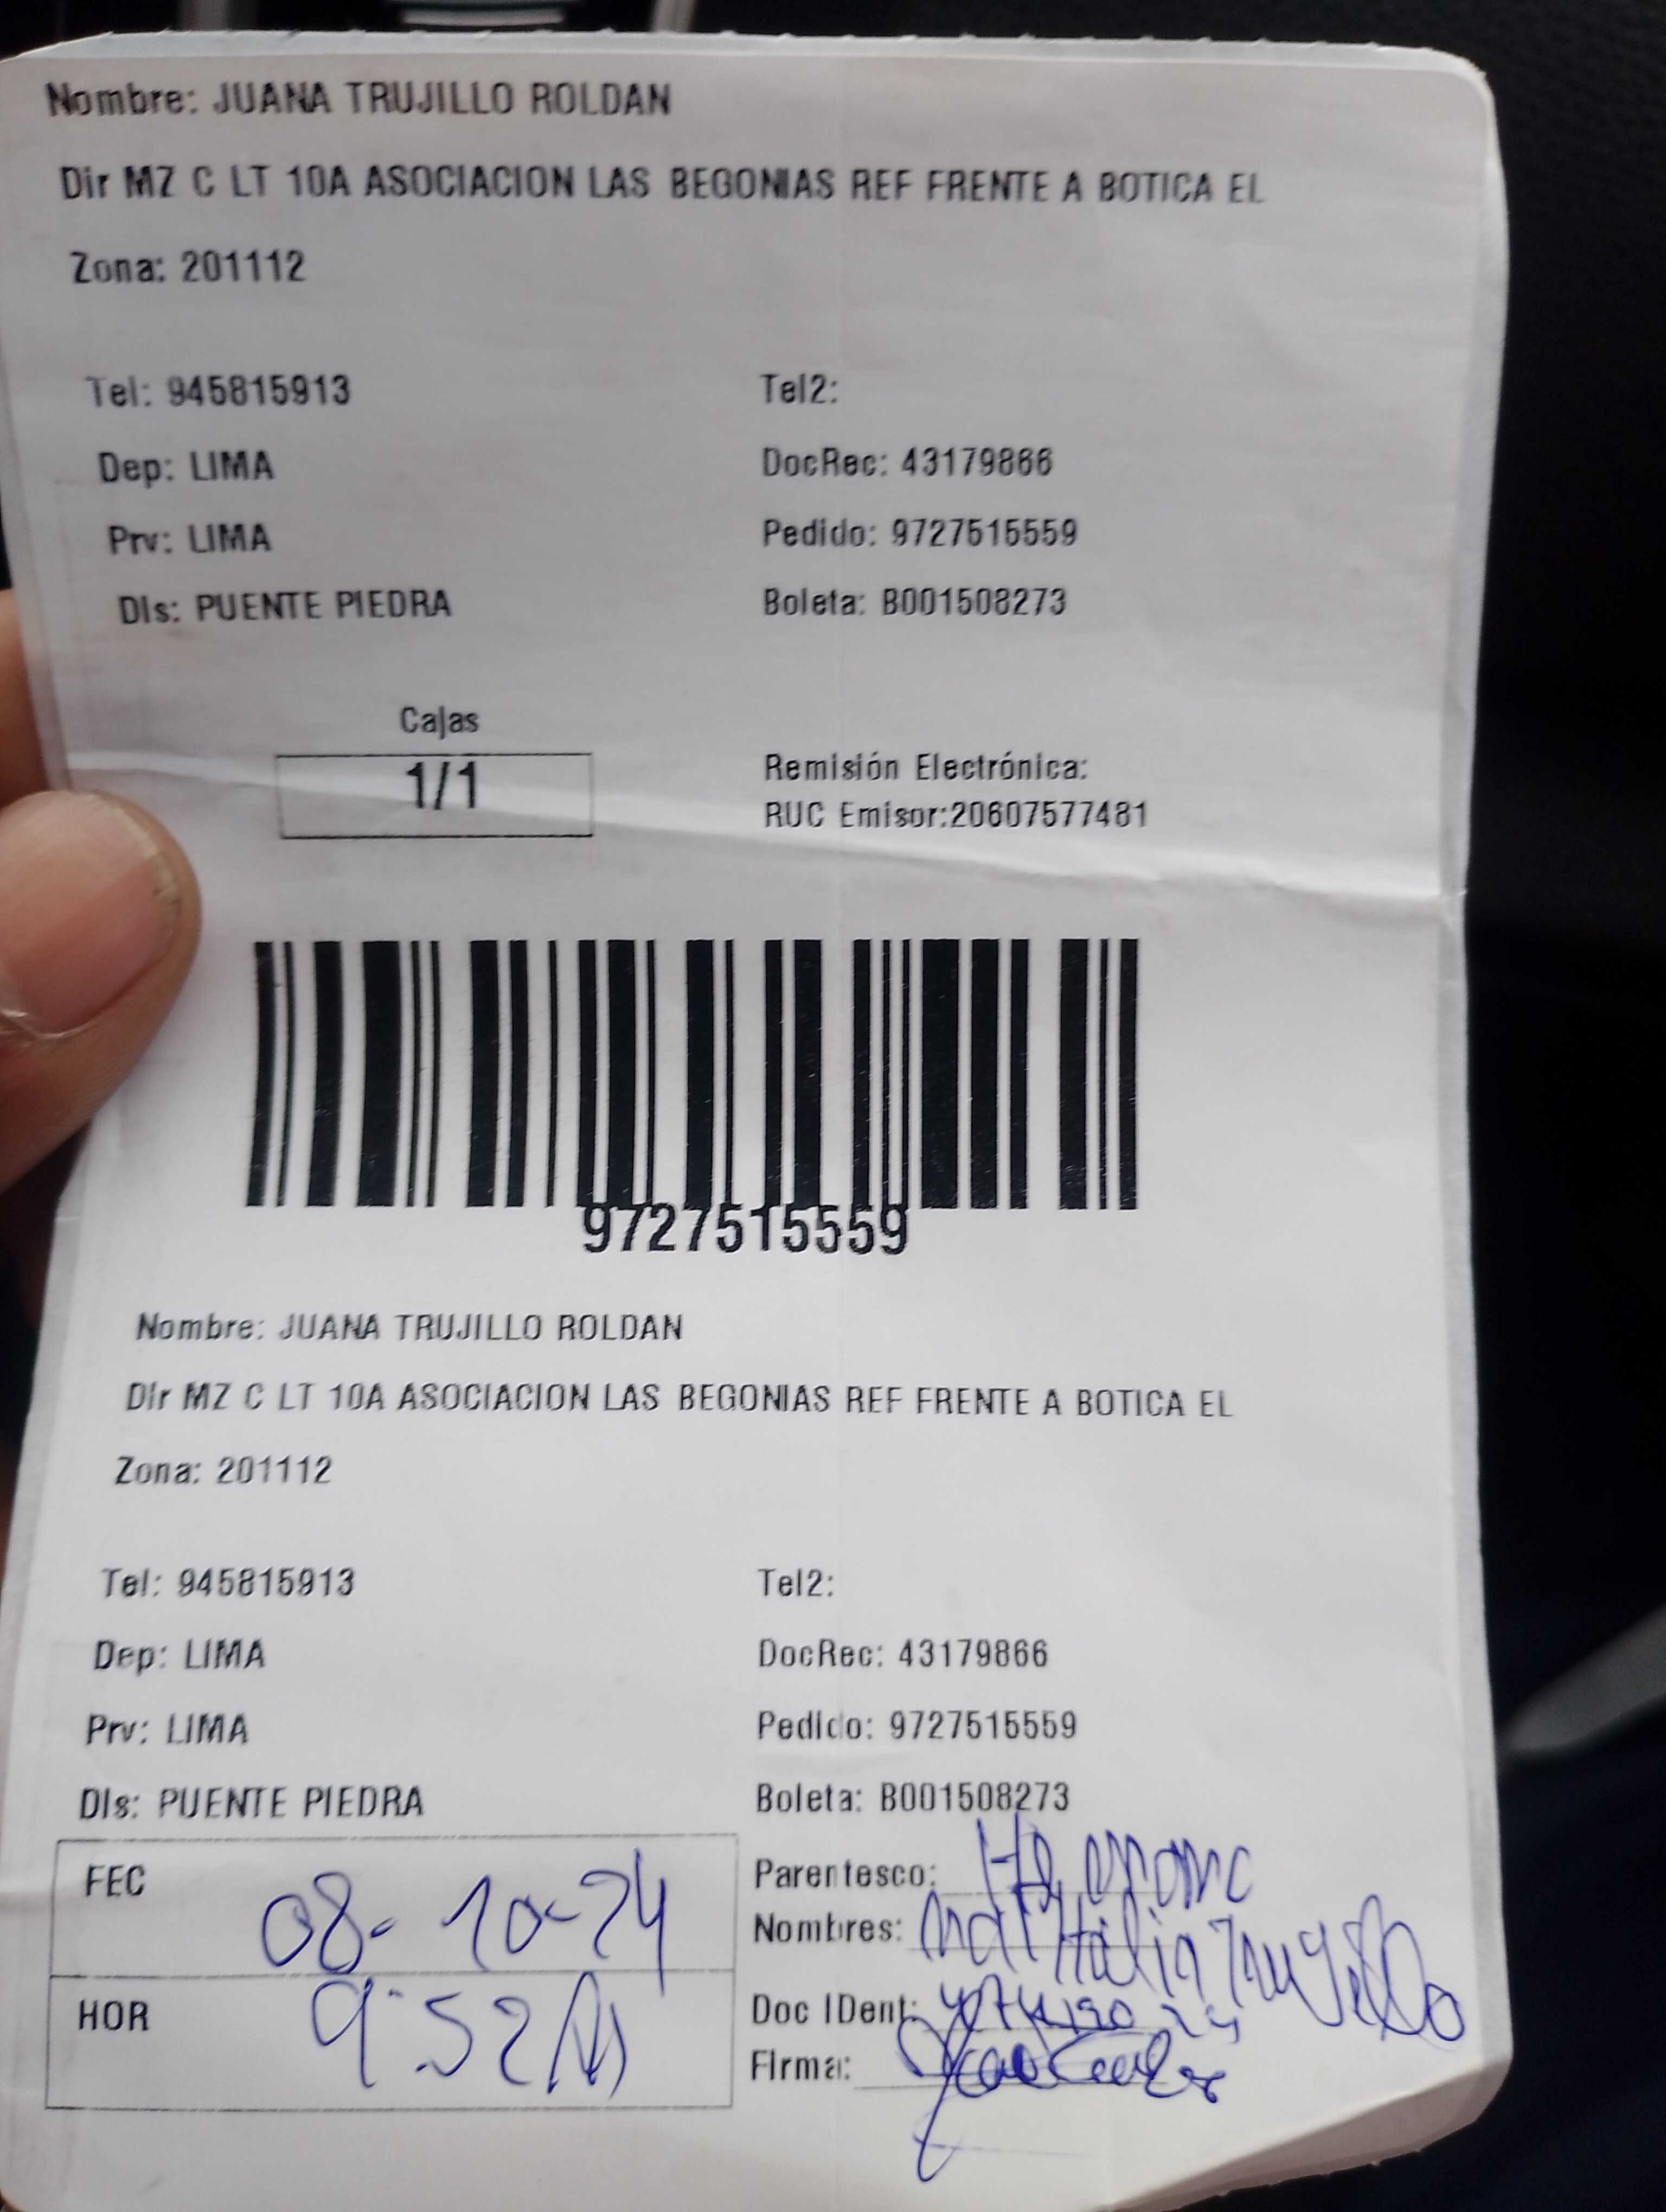 Nombre: JUANA TRUJILLO ROLDAN
Dir MZ C LT 10A ASOCIACION LAS BEGONIAS REF FRENTE A BOTICA EL
Zona: 201112
Tel: 945815913 Tel2:
Dep: LIMA DocRec: 43179866
Prv: LIMA Pedido: 9727515559
Dis: PUENTE PIEDRA Boleta: B001508273
Cajas
1/1
Remisión Electrónica:
RUC Emisor:20607577481
9727515559
Nombre: JUANA TRUJILLO ROLDAN
Dir MZ C LT 10A ASOCIACION LAS BEGONIAS REF FRENTE A BOTICA EL
Zona: 201112
Tel: 945815913 Tel2:
Dep: LIMA DocRec: 43179866
Prv: LIMA Pedido: 9727515559
Dis: PUENTE PIEDRA Boleta: B001508273
FEC 08-10-24
HOR 9:52
Parentesco:
Nombres: Trujillo
Doc IDent:
Firma: